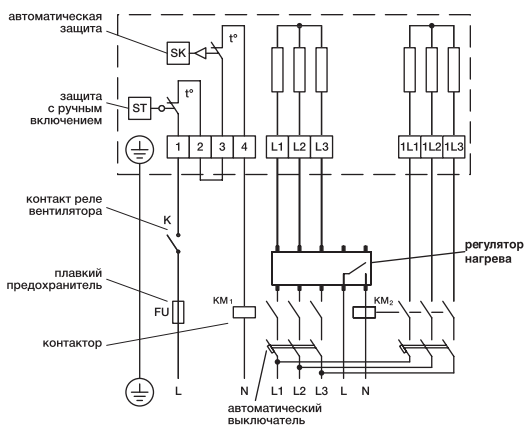 автоматическая
защита
SK
t°
защита
с ручным
включением
ST
t°
1 2 3 4 L1 L2 L3 1L1 1L2 1L3
контакт реле
вентилятора
K
регулятор
нагрева
плавкий
предохранитель
FU
KM1
KM2
контактор
L N L1 L2 L3 L N
автоматический
выключатель